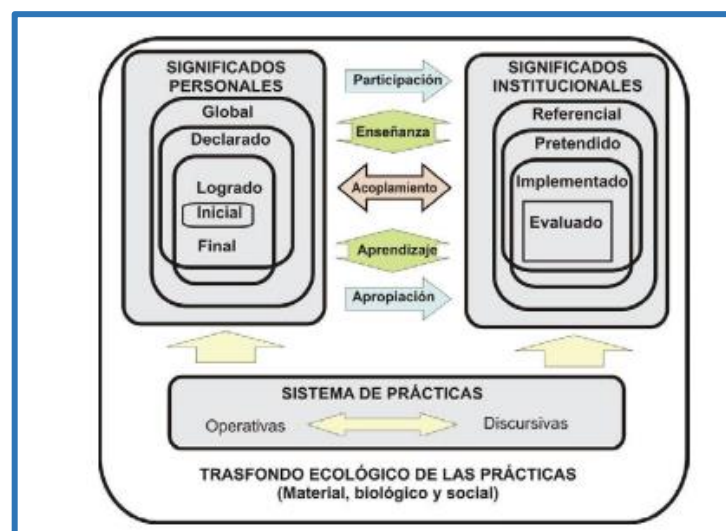 SIGNIFICADOS
PERSONALES
Global
Declarado
Logrado
Inicial
Final
Participación
Enseñanza
Acoplamiento
Aprendizaje
Apropiación
SIGNIFICADOS
INSTITUCIONALES
Referencial
Pretendido
Implementado
Evaluado
SISTEMA DE PRÁCTICAS
Operativas
Discursivas
TRASFONDO ECOLÓGICO DE LAS PRÁCTICAS
(Material, biológico y social)